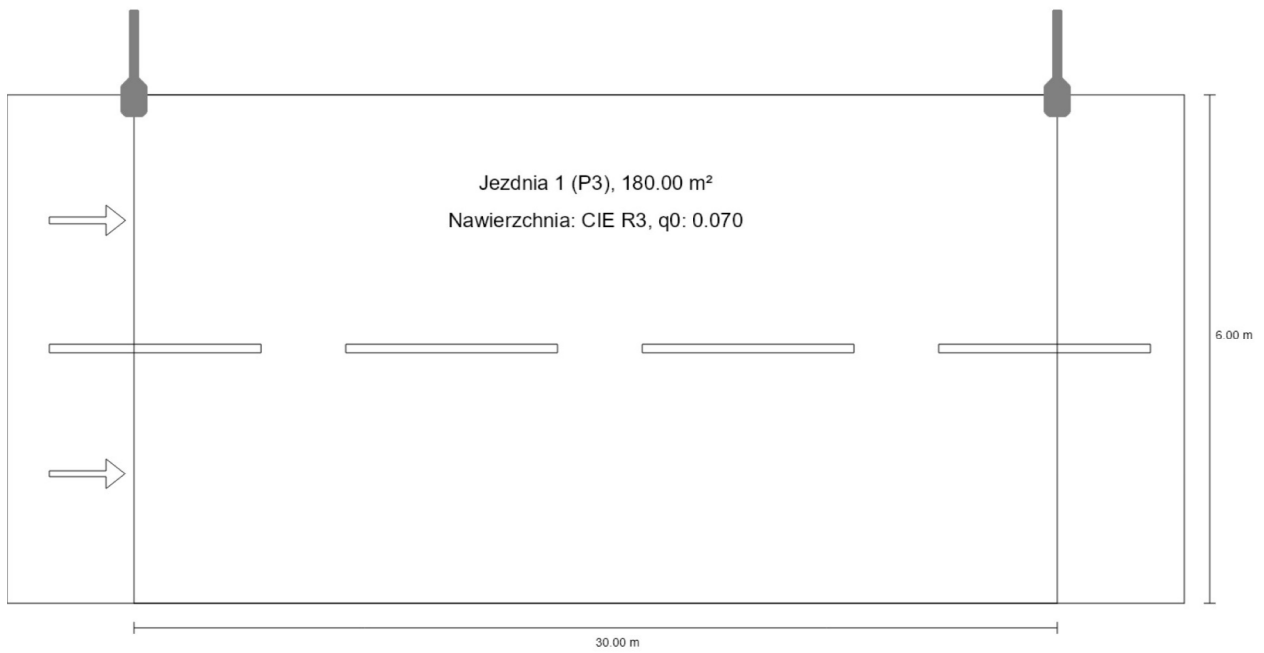 Jezdnia 1 (P3), 180.00 m²
Nawierzchnia: CIE R3, q0: 0.070
6.00 m
30.00 m